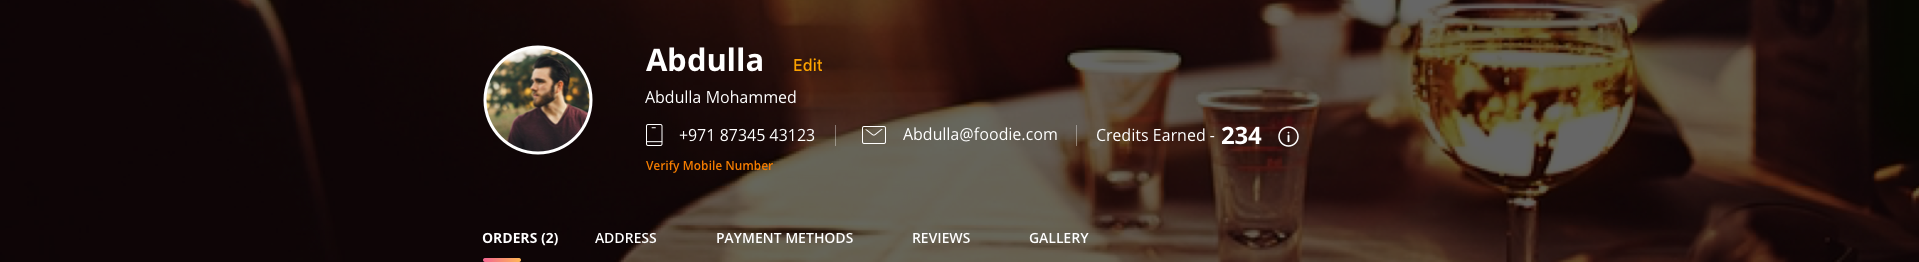 Abdulla Edit
Abdulla Mohammed
+971 87345 43123 Abdulla@foodie.com Credits Earned - 234
Verify Mobile Number
ORDERS (2) ADDRESS PAYMENT METHODS REVIEWS GALLERY